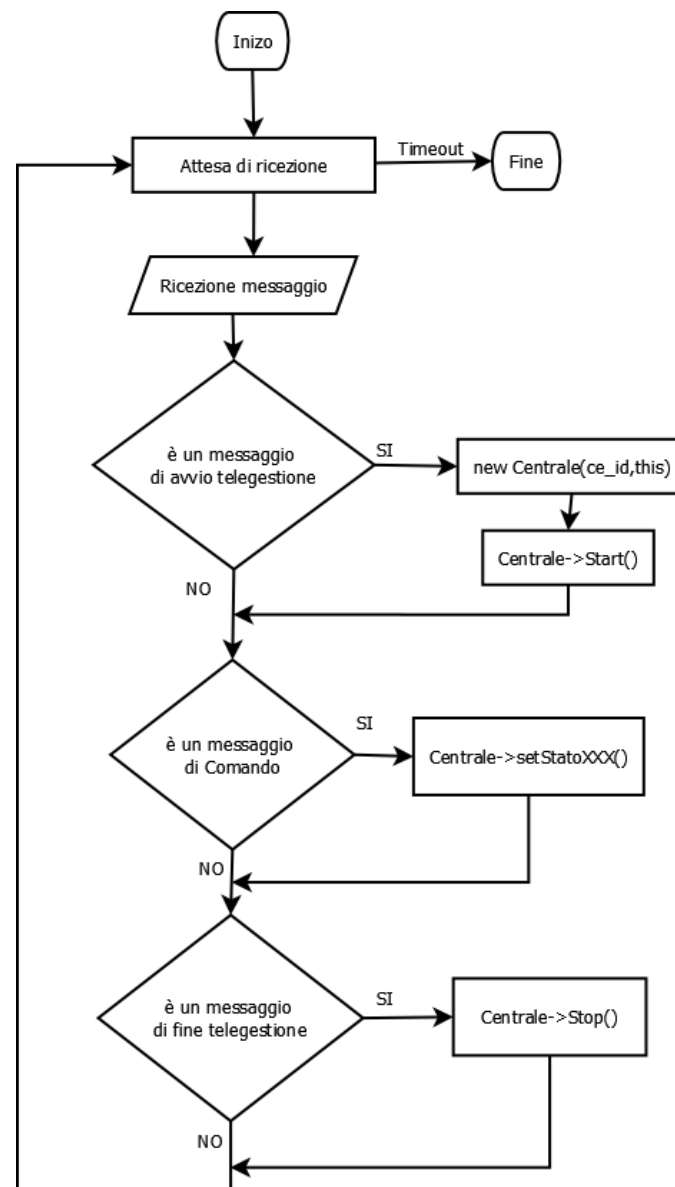 Inizo
Attesa di ricezione
Timeout
Fine
Ricezione messaggio
è un messaggio
di avvio telegestione
SI
new Centrale(ce_id,this)
Centrale->Start()
NO
è un messaggio
di Comando
SI
Centrale->setStatoXXX()
NO
è un messaggio
di fine telegestione
SI
Centrale->Stop()
NO